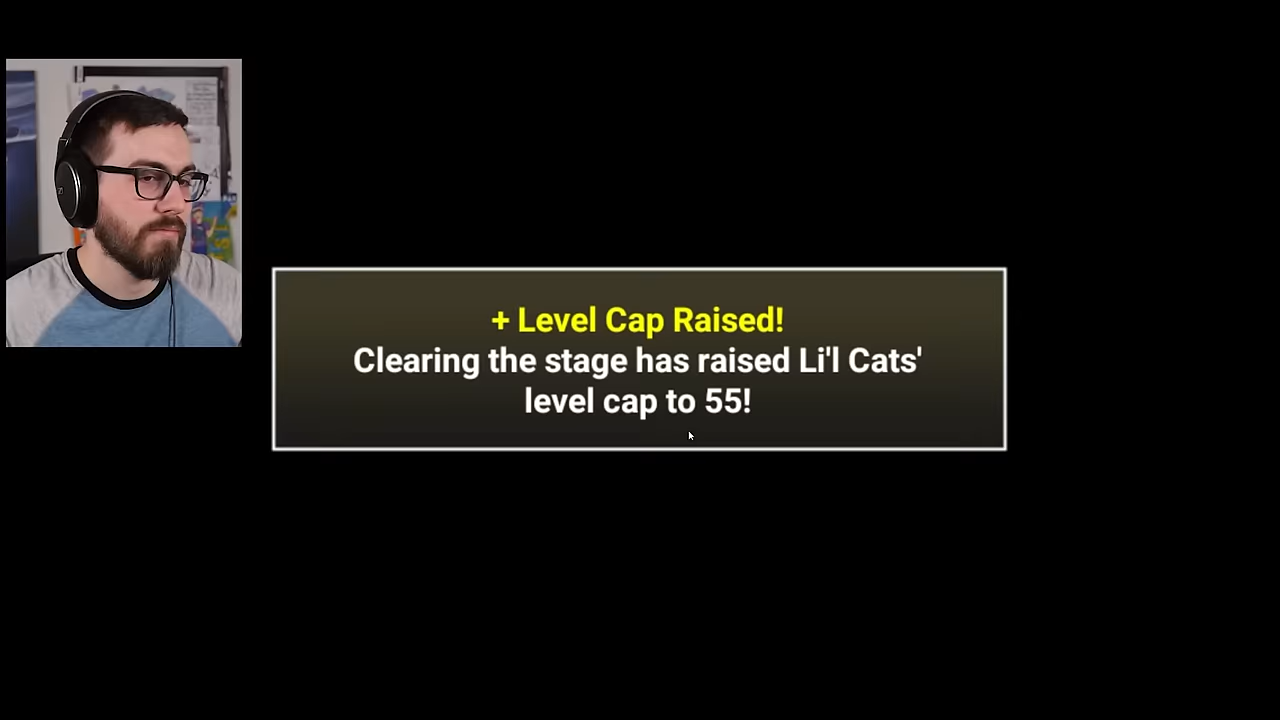 + Level Cap Raised!
Clearing the stage has raised Li'l Cats'
level cap to 55!